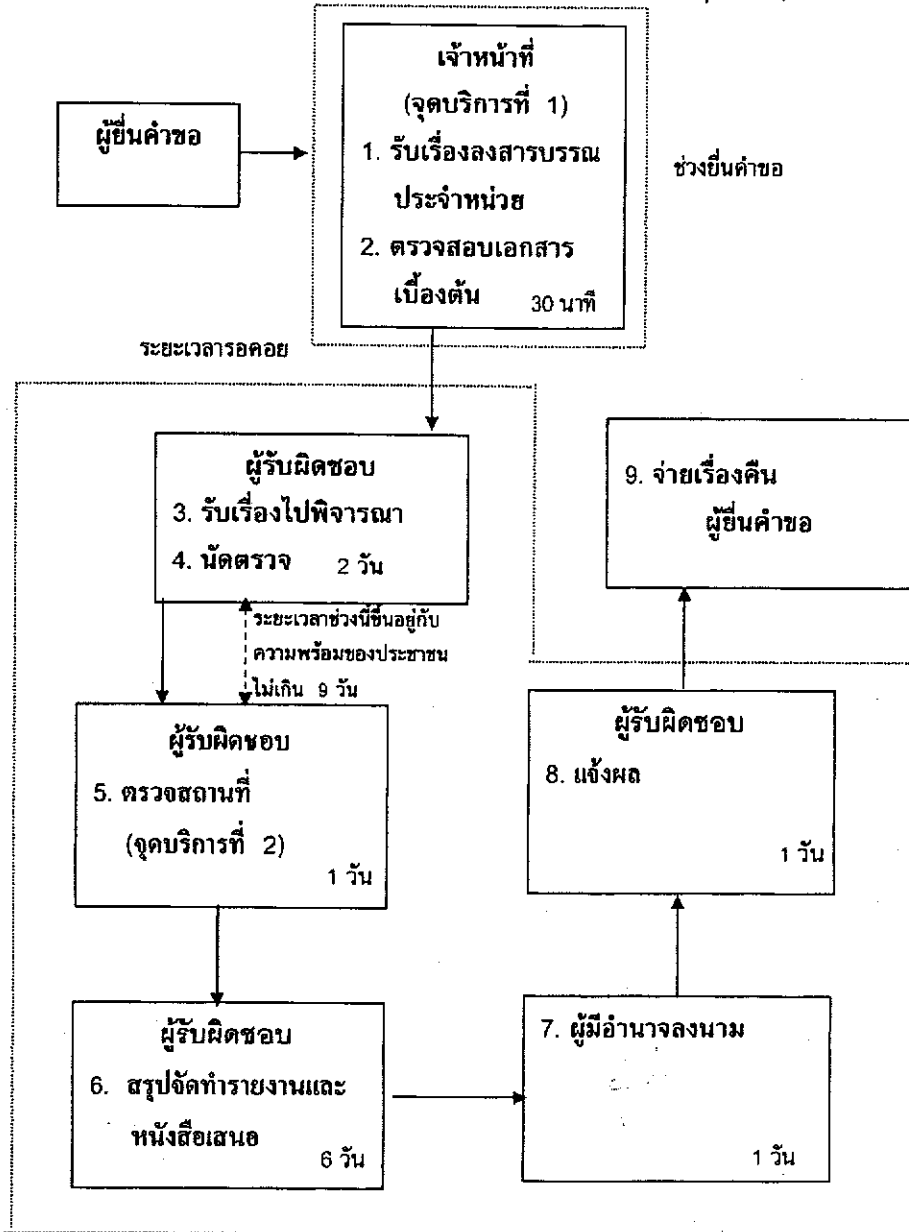 เจ้าหน้าที่
(จุดบริการที่ 1)
1. รับเรื่องลงสารบรรณ
ประจำหน่วย
2. ตรวจสอบเอกสาร
เบื้องต้น 30 นาที
ผู้ยื่นคำขอ
ช่วงยื่นคำขอ
ระยะเวลารอคอย
ผู้รับผิดชอบ
3. รับเรื่องไปพิจารณา
4. นัดตรวจ 2 วัน
ระยะเวลาช่วงนี้ขึ้นอยู่กับ
ความพร้อมของประชาชน
ไม่เกิน 9 วัน
ผู้รับผิดชอบ
5. ตรวจสถานที่
(จุดบริการที่ 2)
1 วัน
ผู้รับผิดชอบ
6. สรุปจัดทำรายงานและ
หนังสือเสนอ
6 วัน
7. ผู้มีอำนาจลงนาม
1 วัน
ผู้รับผิดชอบ
8. แจ้งผล
1 วัน
9. จ่ายเรื่องคืน
ผู้ยื่นคำขอ